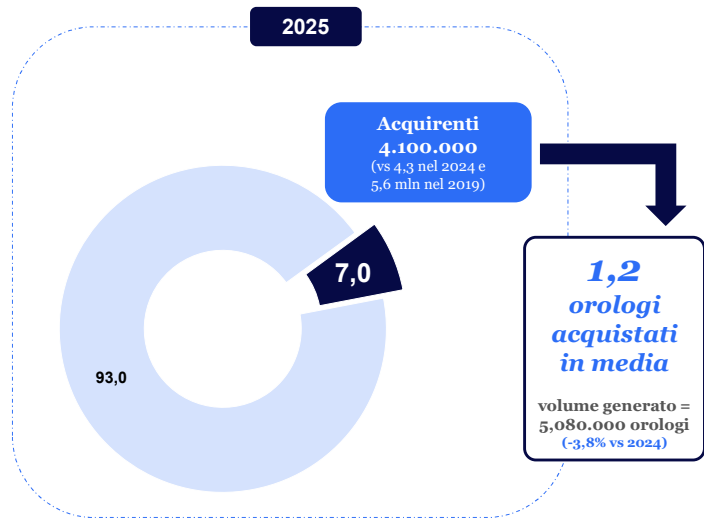 2025
Acquirenti
4.100.000
(vs 4,3 nel 2024 e
5,6 mln nel 2019)
7,0
93,0
1,2
orologi
acquistati
in media
volume generato =
5,080.000 orologi
(-3,8% vs 2024)